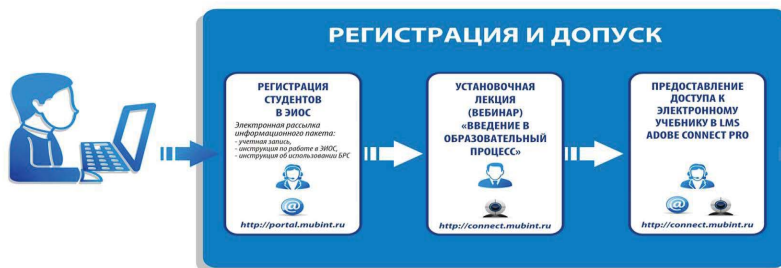 РЕГИСТРАЦИЯ И ДОПУСК
РЕГИСТРАЦИЯ
СТУДЕНТОВ
В ЭИОС
Электронная рассылка
информационного пакета:
- учетная запись,
- инструкция по работе в ЭИОС,
- инструкция об использовании БРС
@
http://portal.mubint.ru
УСТАНОВОЧНАЯ
ЛЕКЦИЯ
(ВЕБИНАР)
«ВВЕДЕНИЕ В
ОБРАЗОВАТЕЛЬНЫЙ
ПРОЦЕСС»
http://connect.mubint.ru
ПРЕДОСТАВЛЕНИЕ
ДОСТУПА К
ЭЛЕКТРОННОМУ
УЧЕБНИКУ В LMS
ADOBE CONNECT PRO
@
http://connect.mubint.ru